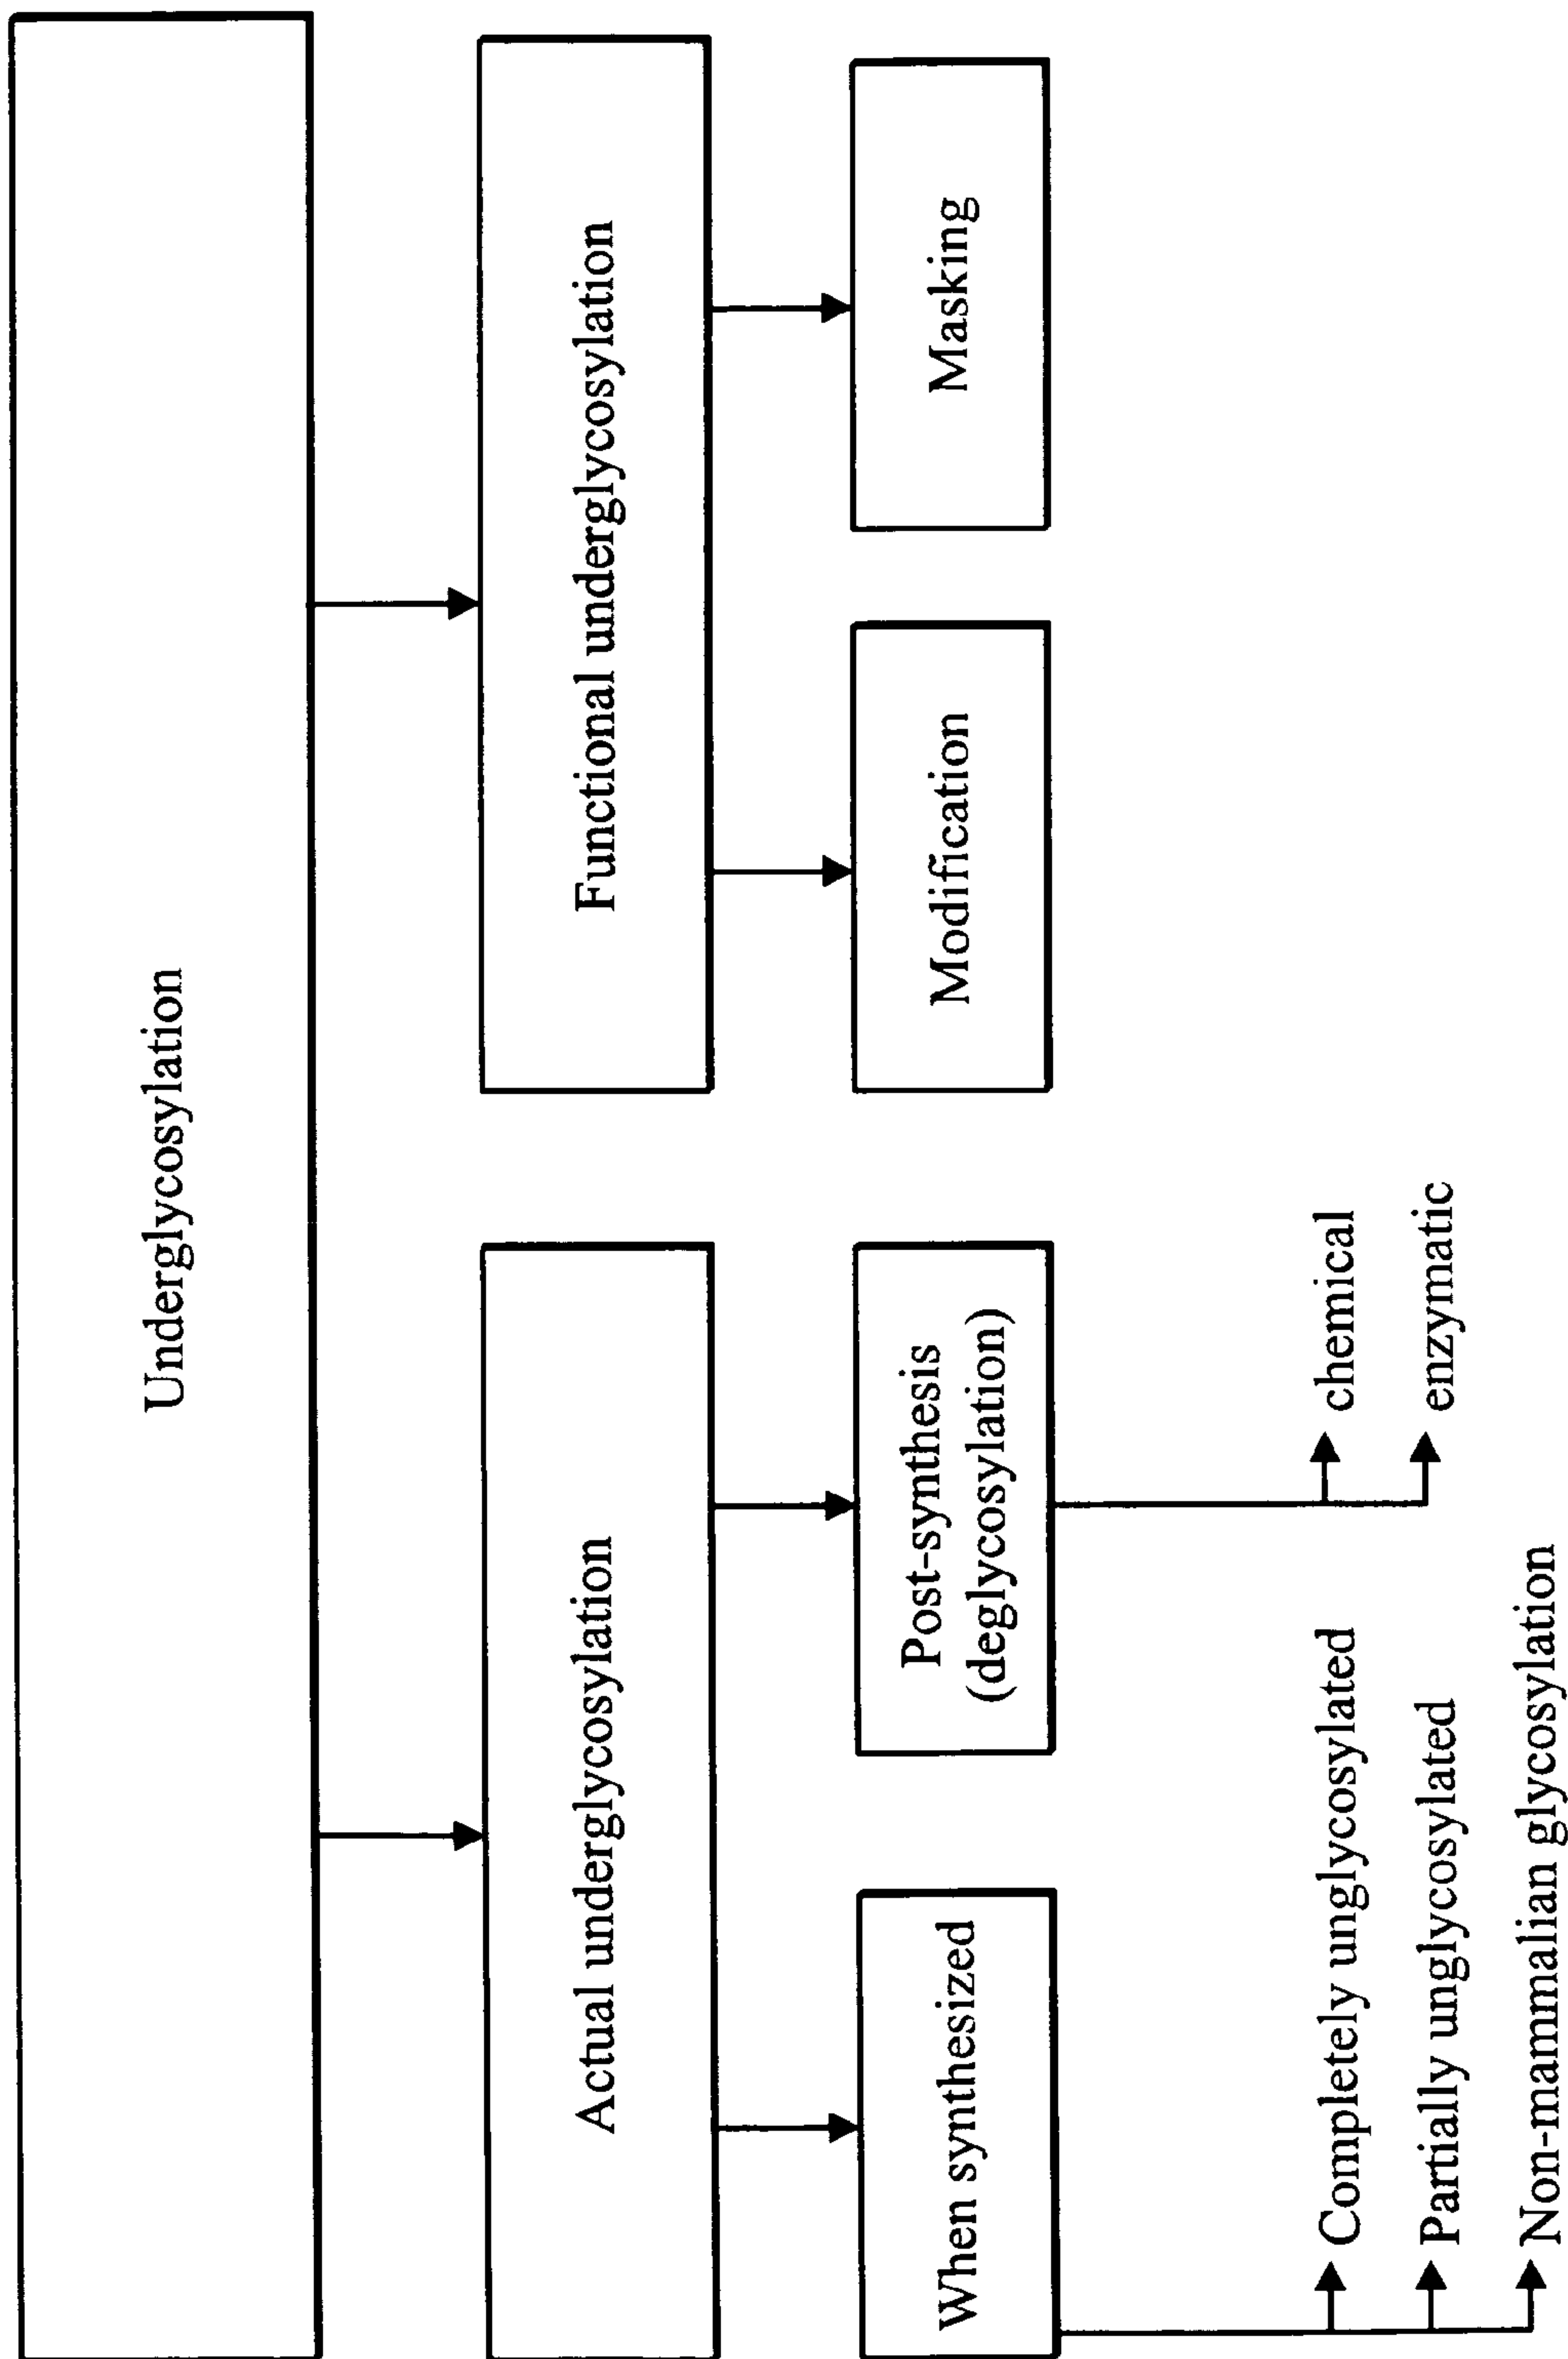 Underglycosylation
Actual underglycosylation
Functional underglycosylation
When synthesized
Post-synthesis
(deglycosylation)
Modification
Masking
Completely unglycosylated
Partially unglycosylated
Non-mammalian glycosylation
chemical
enzymatic